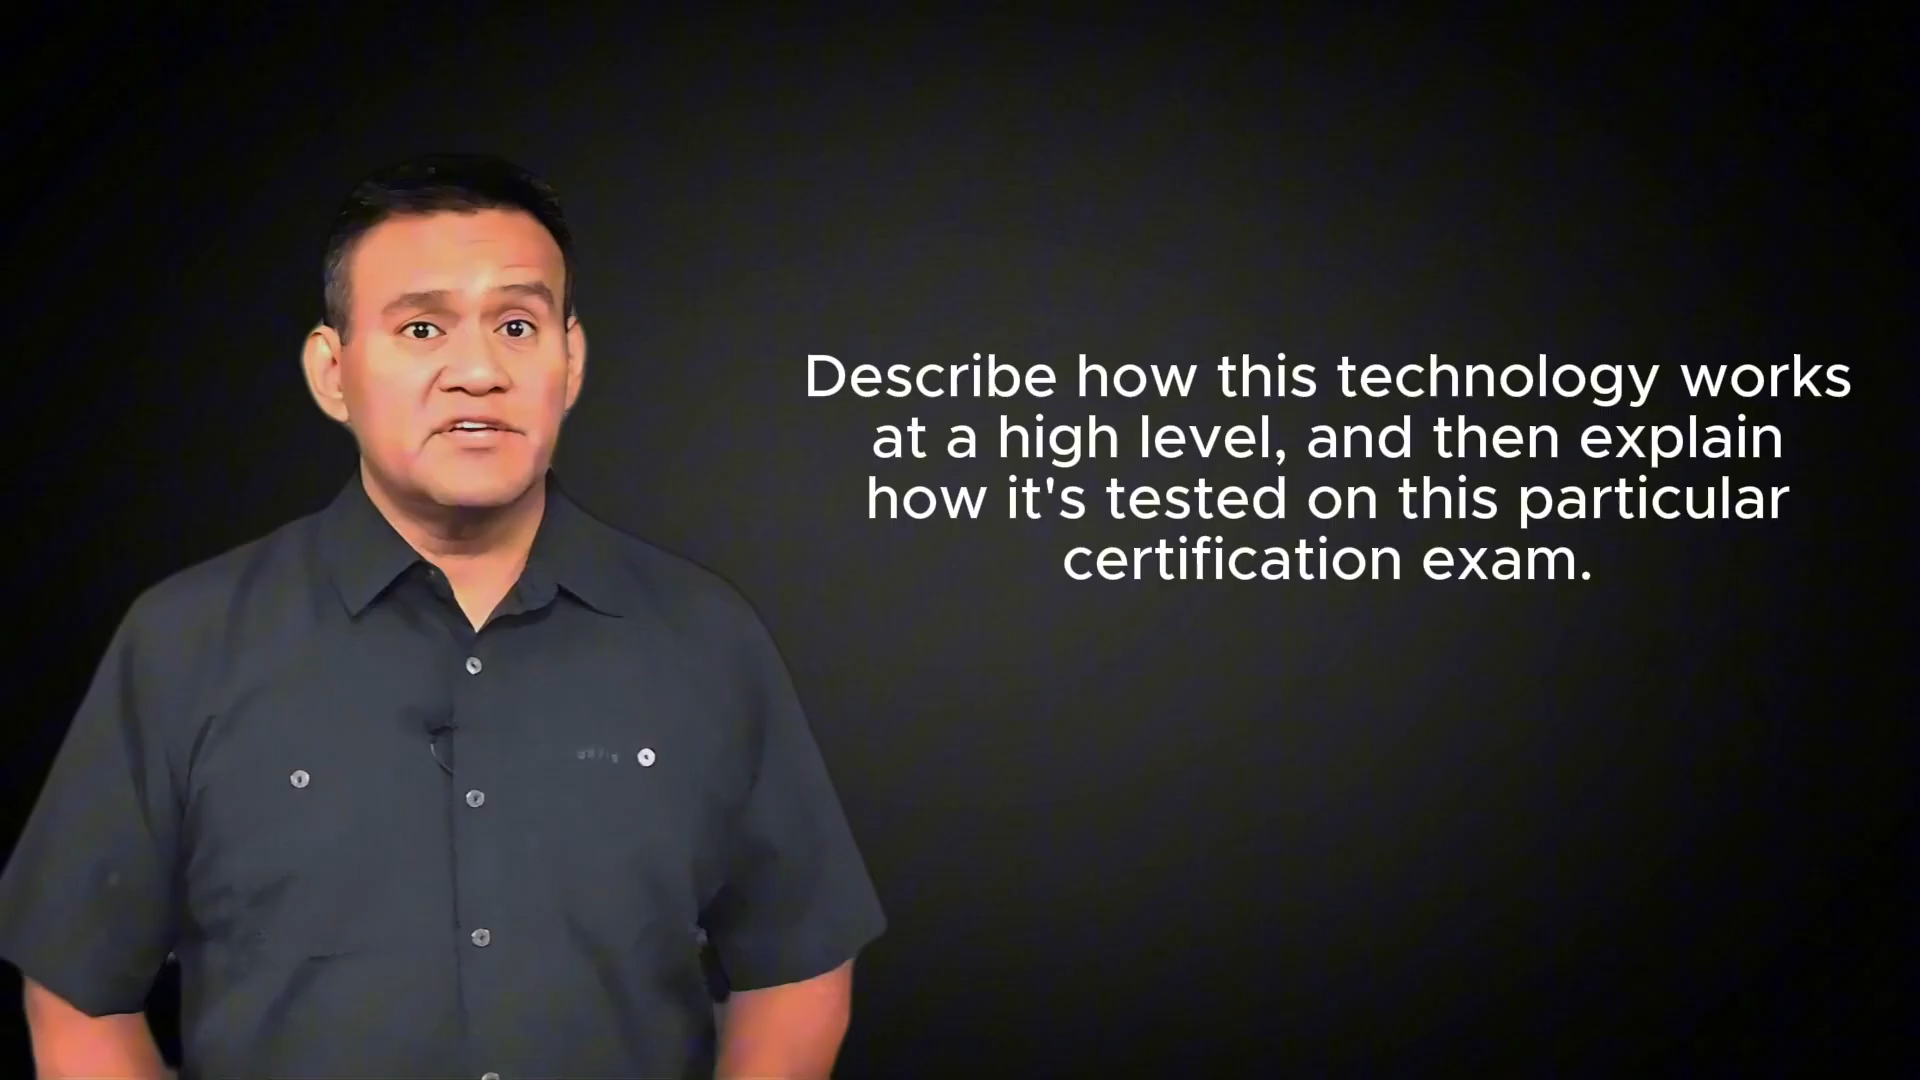 Describe how this technology works
at a high level, and then explain
how it's tested on this particular
certification exam.